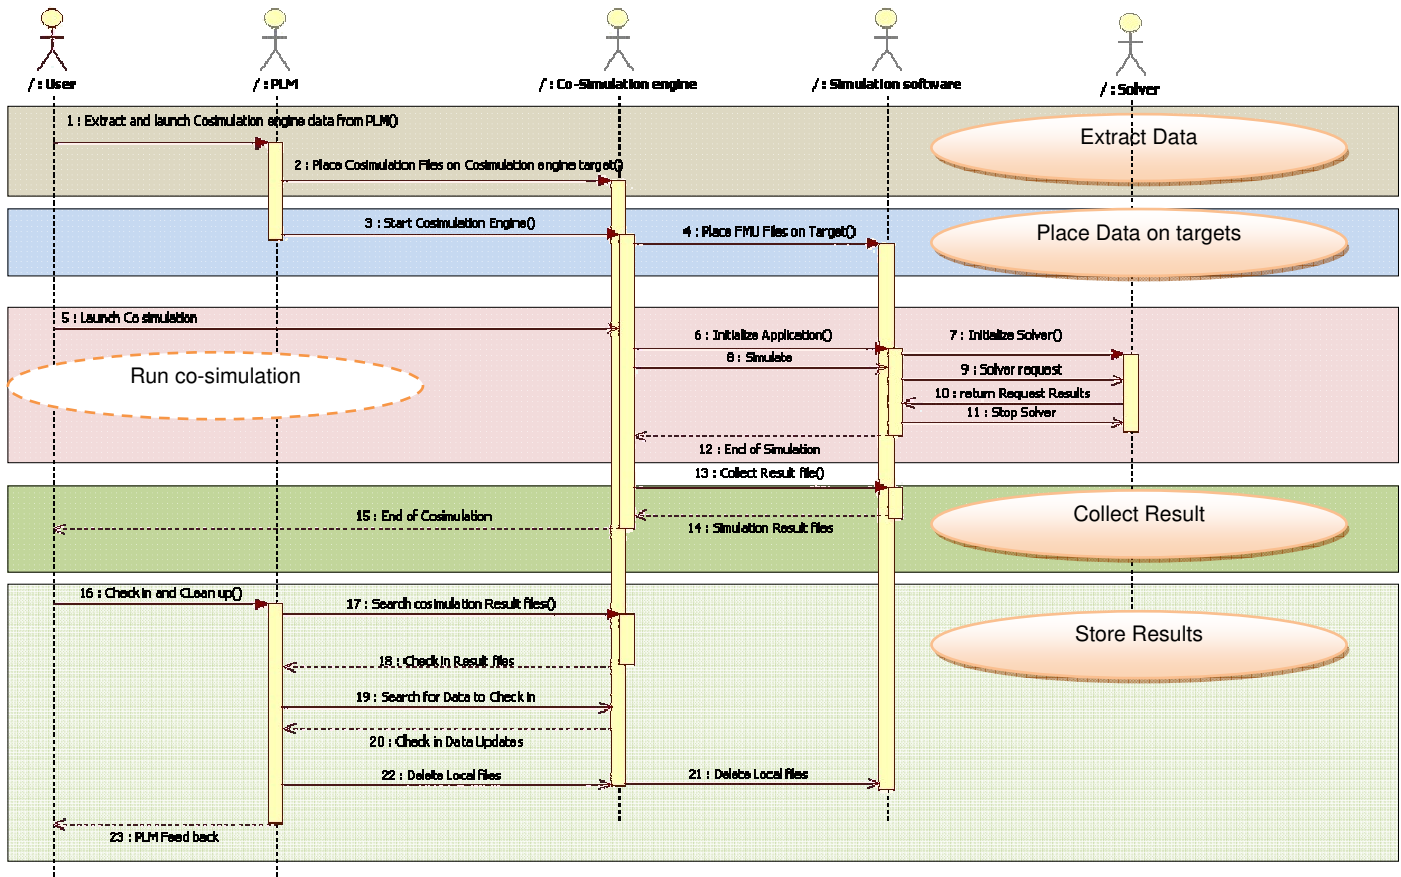 / : User
/ : PLM
/ : Co-Simulation engine
/ : Simulation software
/ : Solver
1 : Extract and launch Cosimulation engine data from PLM()
Extract Data
2 : Place Cosimulation Files on Cosimulation engine target()
3 : Start Cosimulation Engine()
4 : Place FMU Files on Target()
Place Data on targets
5 : Launch Co simulation
6 : Initialize Application()
7 : Initialize Solver()
8 : Simulate
9 : Solver request
Run co-simulation
10 : return Request Results
11 : Stop Solver
12 : End of Simulation
13 : Collect Result file()
15 : End of Cosimulation
14 : Simulation Result files
Collect Result
16 : Check in and CLean up()
17 : Search cosimulation Result files()
Store Results
18 : Check in Result files
19 : Search for Data to Check in
20 : Check in Data Updates
22 : Delete Local files
21 : Delete Local files
23 : PLM Feed back